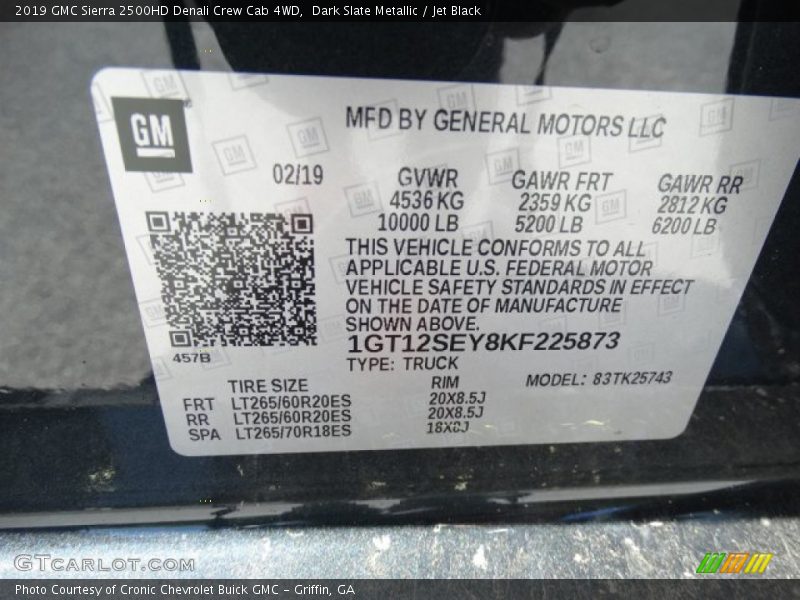 2019 GMC Sierra 2500HD Denali Crew Cab 4WD, Dark Slate Metallic / Jet Black
GM
MFD BY GENERAL MOTORS LLC
02/19 GVWR GAWR FRT GAWR RR
4536 KG 2359 KG 2812 KG
10000 LB 5200 LB 6200 LB
THIS VEHICLE CONFORMS TO ALL
APPLICABLE U.S. FEDERAL MOTOR
VEHICLE SAFETY STANDARDS IN EFFECT
ON THE DATE OF MANUFACTURE
SHOWN ABOVE.
457B
1GT12SEY8KF225873
TYPE: TRUCK
TIRE SIZE RIM MODEL: 83TK25743
FRT LT265/60R20ES 20X8.5J
RR LT265/60R20ES 20X8.5J
SPA LT265/70R18ES 18X8J
GTCARLOT.COM
Photo Courtesy of Cronic Chevrolet Buick GMC - Griffin, GA